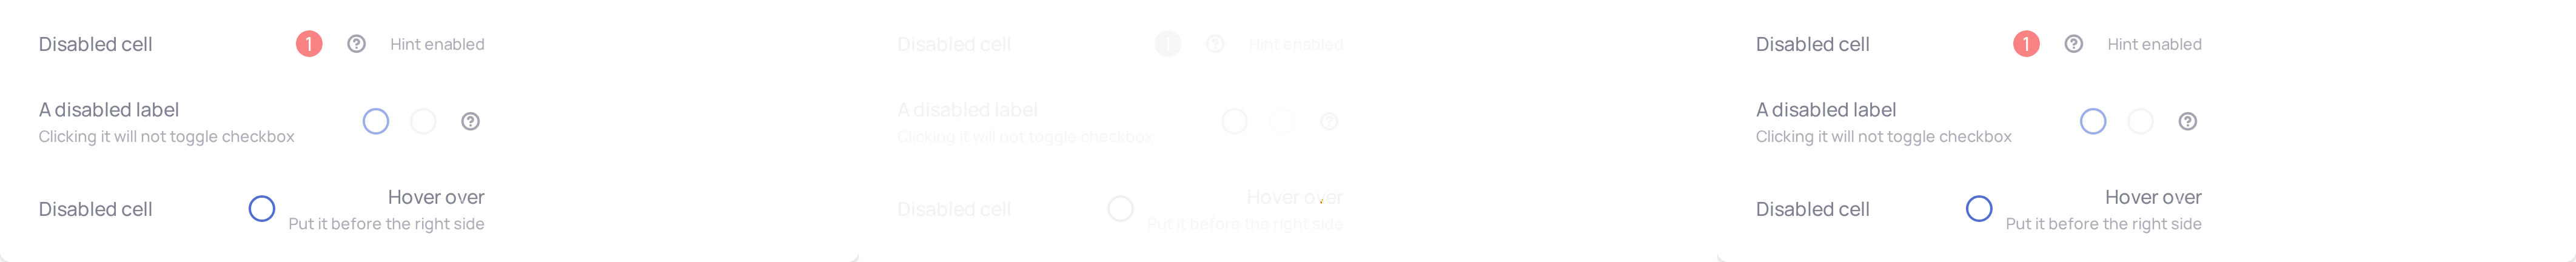 Disabled cell 1 ? Hint enabled
A disabled label
Clicking it will not toggle checkbox ?
Hover over
Disabled cell
Put it before the right side
Disabled cell 1 ? Hint enabled
A disabled label
Clicking it will not toggle checkbox ?
Hover over
Disabled cell
Put it before the right side
Disabled cell 1 ? Hint enabled
A disabled label
Clicking it will not toggle checkbox ?
Hover over
Disabled cell
Put it before the right side